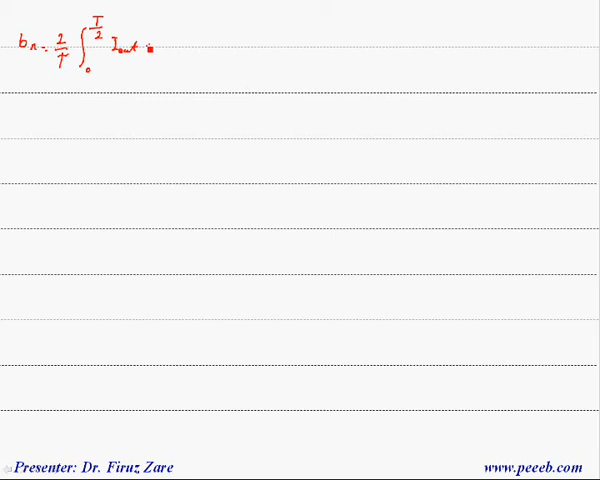 bn = 2/T ∫₀^{T/2} Iout
Presenter: Dr. Firuz Zare
www.peeeb.com